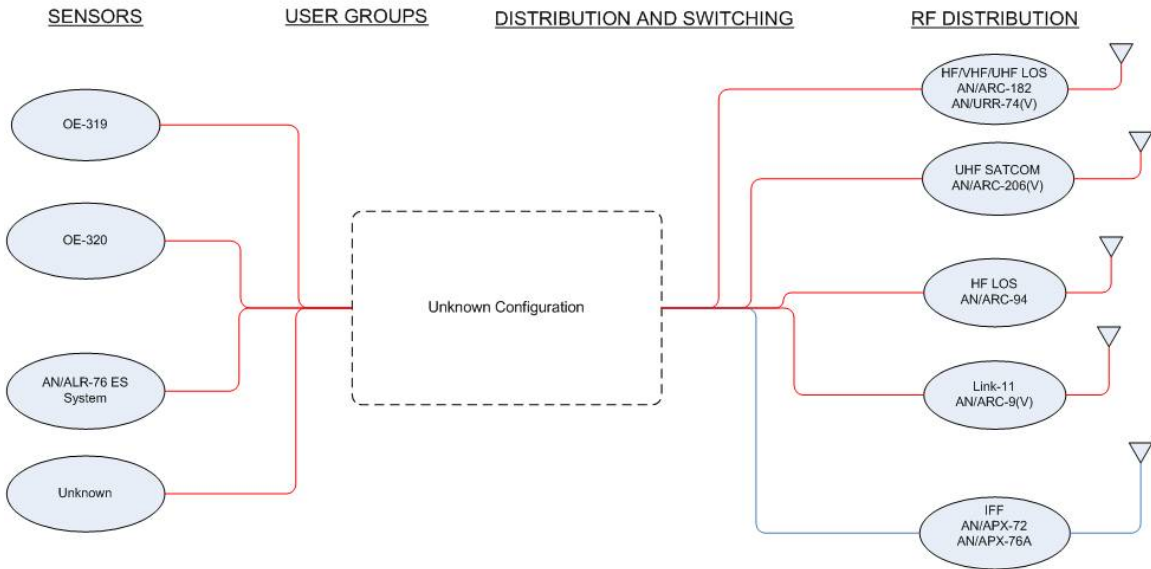 SENSORS
USER GROUPS
DISTRIBUTION AND SWITCHING
RF DISTRIBUTION
OE-319
OE-320
AN/ALR-76 ES
System
Unknown
Unknown Configuration
HF/VHF/UHF LOS
AN/ARC-182
AN/URR-74(V)
UHF SATCOM
AN/ARC-206(V)
HF LOS
AN/ARC-94
Link-11
AN/ARC-9(V)
IFF
AN/APX-72
AN/APX-76A